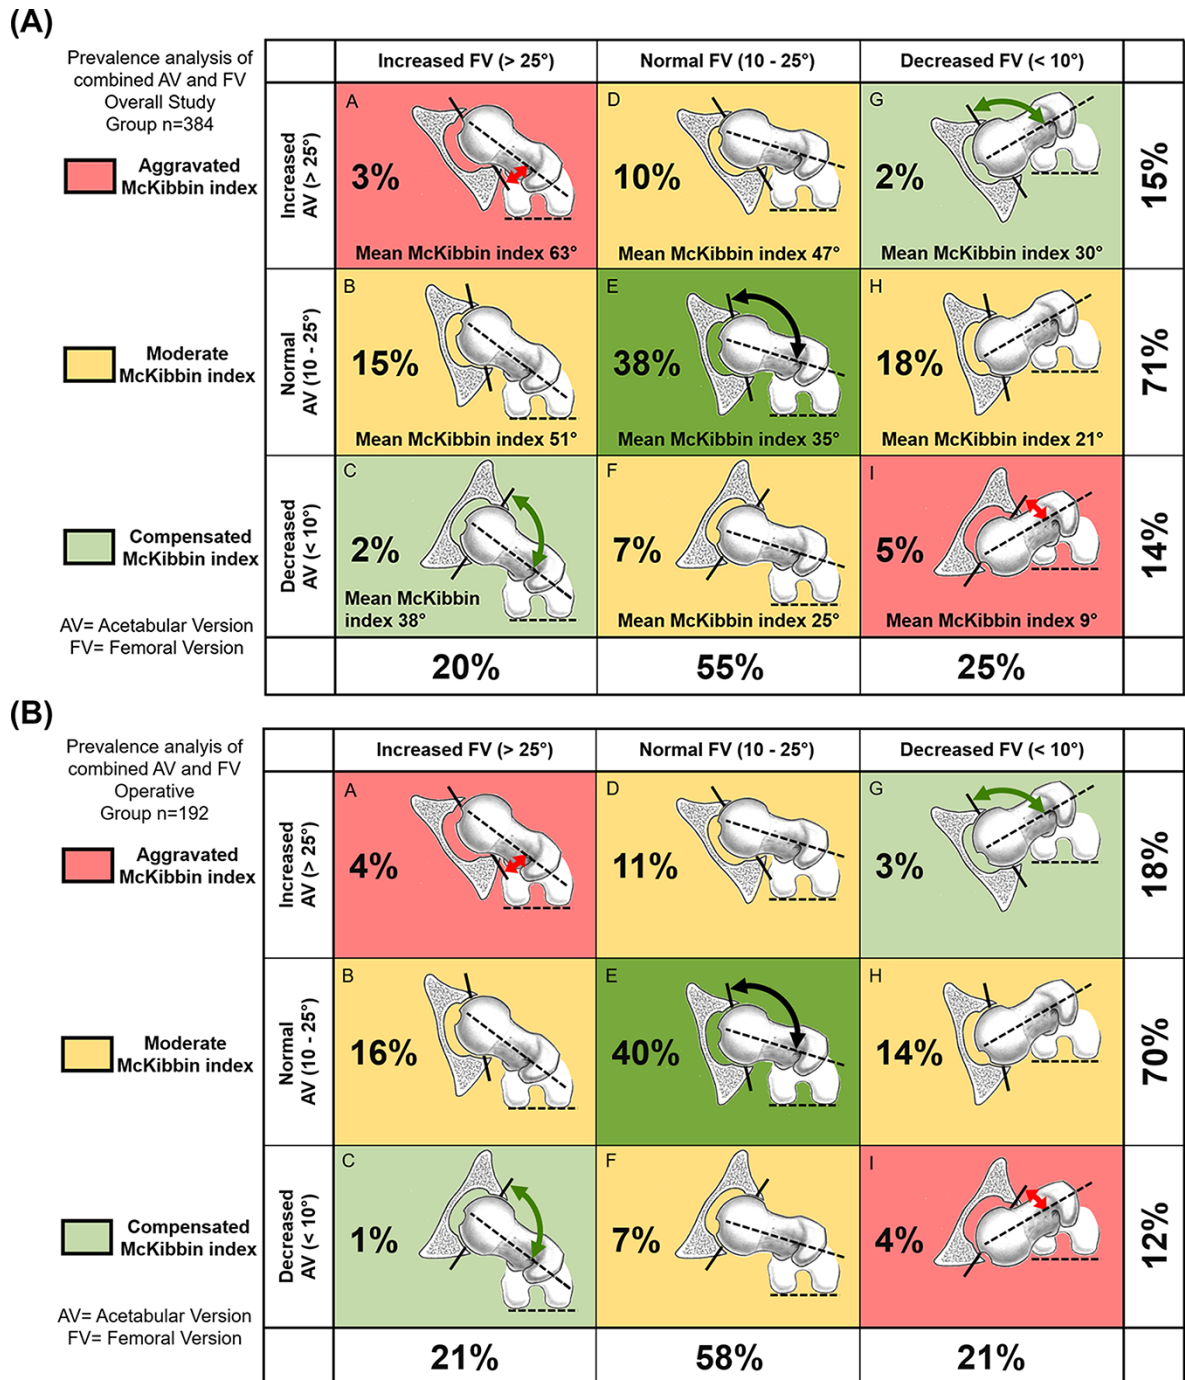 (A)
Prevalence analysis of
combined AV and FV
Overall Study
Group n=384
Aggravated
McKibbin index
Moderate
McKibbin index
Compensated
McKibbin index
AV= Acetabular Version
FV= Femoral Version
Increased FV (> 25°)
Normal FV (10 - 25°)
Decreased FV (< 10°)
Increased
AV (> 25°)
A
3%
Mean McKibbin index 63°
D
10%
Mean McKibbin index 47°
G
2%
Mean McKibbin index 30°
15%
Normal
AV (10 - 25°)
B
15%
Mean McKibbin index 51°
E
38%
Mean McKibbin index 35°
H
18%
Mean McKibbin index 21°
71%
Decreased
AV (< 10°)
C
2%
Mean McKibbin
index 38°
F
7%
Mean McKibbin index 25°
I
5%
Mean McKibbin index 9°
14%
20%
55%
25%
(B)
Prevalence analyis of
combined AV and FV
Operative
Group n=192
Aggravated
McKibbin index
Moderate
McKibbin index
Compensated
McKibbin index
AV= Acetabular Version
FV= Femoral Version
Increased FV (> 25°)
Normal FV (10 - 25°)
Decreased FV (< 10°)
Increased
AV (> 25°)
A
4%
D
11%
G
3%
18%
Normal
AV (10 - 25°)
B
16%
E
40%
H
14%
70%
Decreased
AV (< 10°)
C
1%
F
7%
I
4%
12%
21%
58%
21%